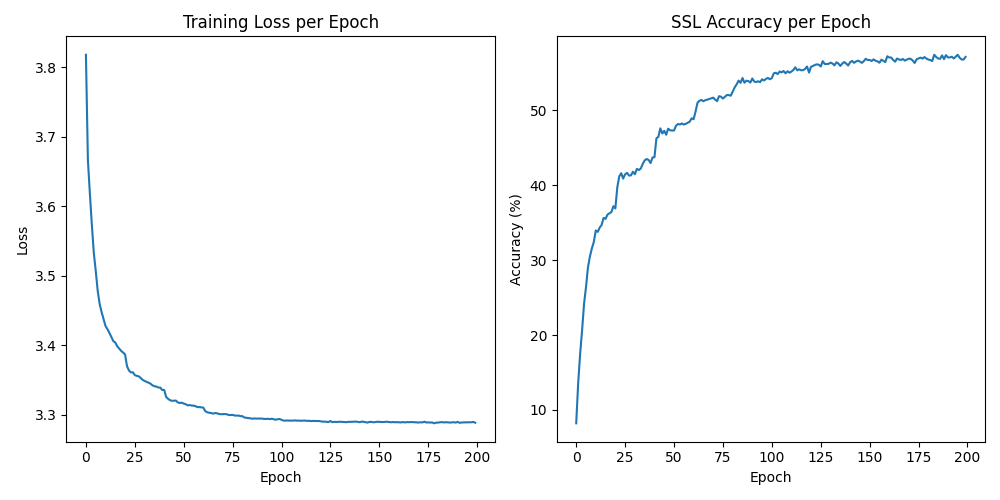 Training Loss per Epoch
3.8
3.7
3.6
3.5
3.4
3.3
Loss
0 25 50 75 100 125 150 175 200
Epoch
SSL Accuracy per Epoch
50
40
30
20
10
Accuracy (%)
0 25 50 75 100 125 150 175 200
Epoch